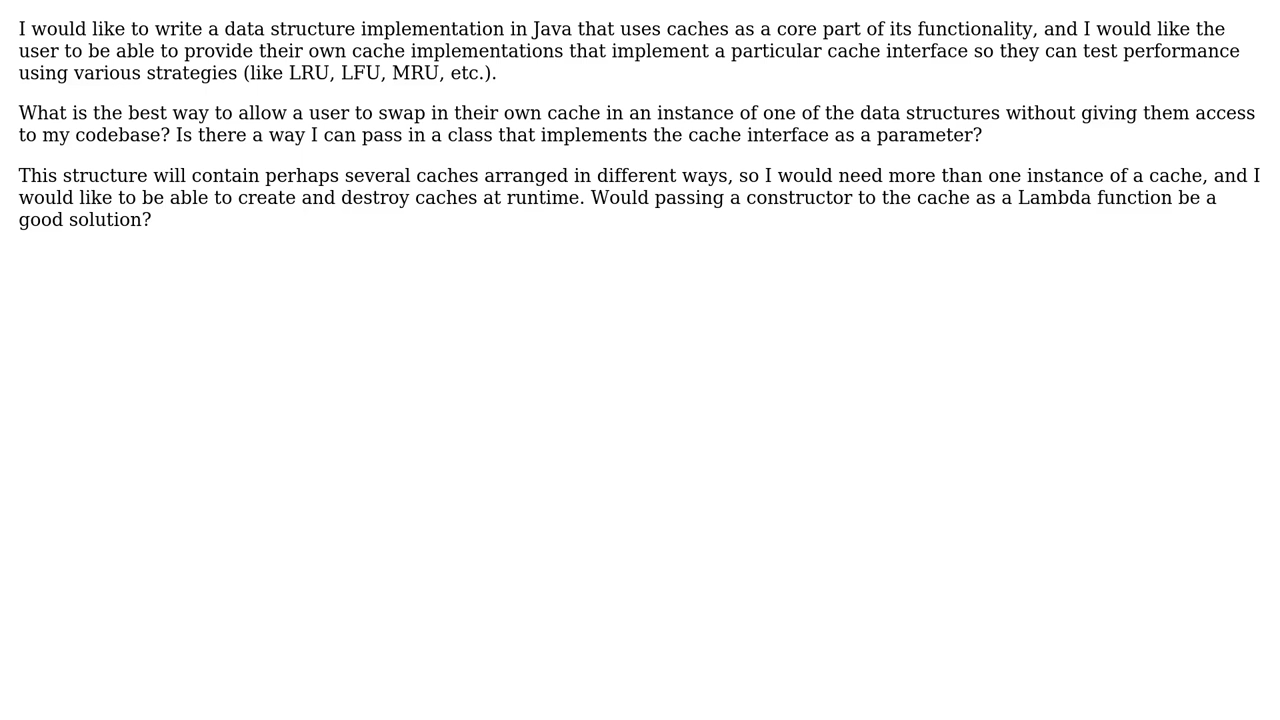 I would like to write a data structure implementation in Java that uses caches as a core part of its functionality, and I would like the
user to be able to provide their own cache implementations that implement a particular cache interface so they can test performance
using various strategies (like LRU, LFU, MRU, etc.).
What is the best way to allow a user to swap in their own cache in an instance of one of the data structures without giving them access
to my codebase? Is there a way I can pass in a class that implements the cache interface as a parameter?
This structure will contain perhaps several caches arranged in different ways, so I would need more than one instance of a cache, and I
would like to be able to create and destroy caches at runtime. Would passing a constructor to the cache as a Lambda function be a
good solution?